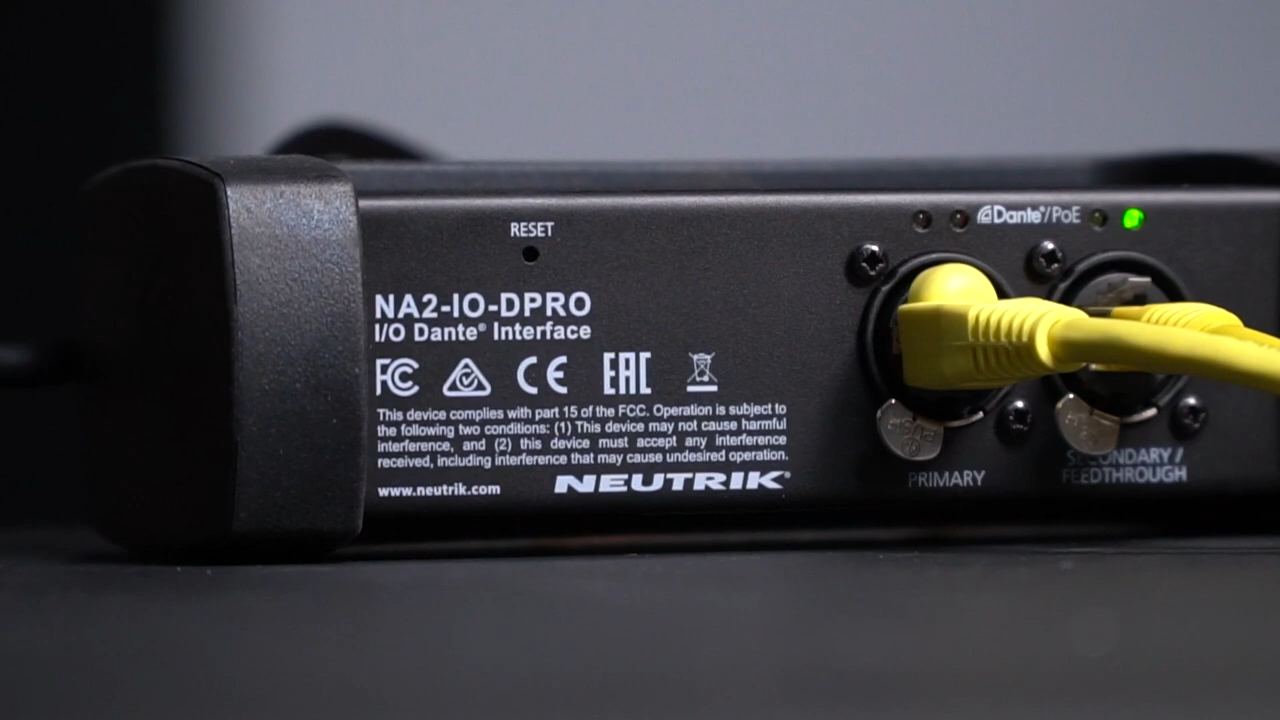 RESET
Dante®/PoE
NA2-IO-DPRO
I/O Dante® Interface
FC CE EAC
This device complies with part 15 of the FCC. Operation is subject to
the following two conditions: (1) This device may not cause harmful
interference, and (2) this device must accept any interference
received, including interference that may cause undesired operation.
www.neutrik.com
NEUTRIK®
PUSH
PRIMARY
SECONDARY /
FEEDTHROUGH